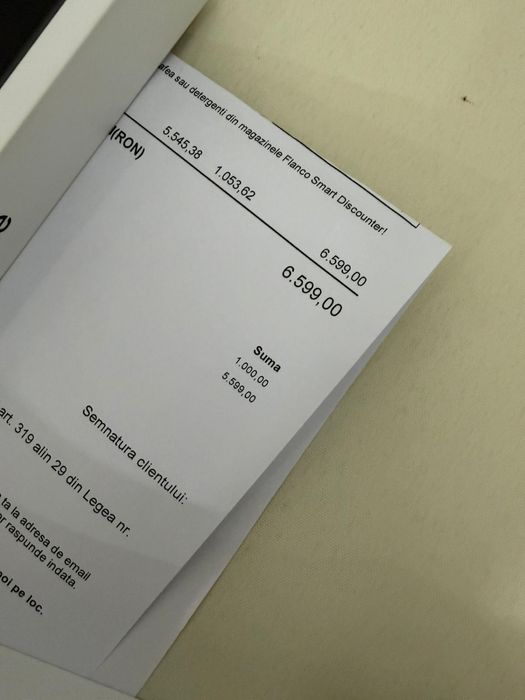 sau detergenti din magazinele Flanco Smart Discounter!
5.545,38 1.053,62 6.599,00
(RON) 6.599,00
Suma
1.000,00
5.599,00
Semnatura clientului:
art. 319 alin 29 din Legea nr.
ta la adresa de email
raspunde indata.
pe loc.